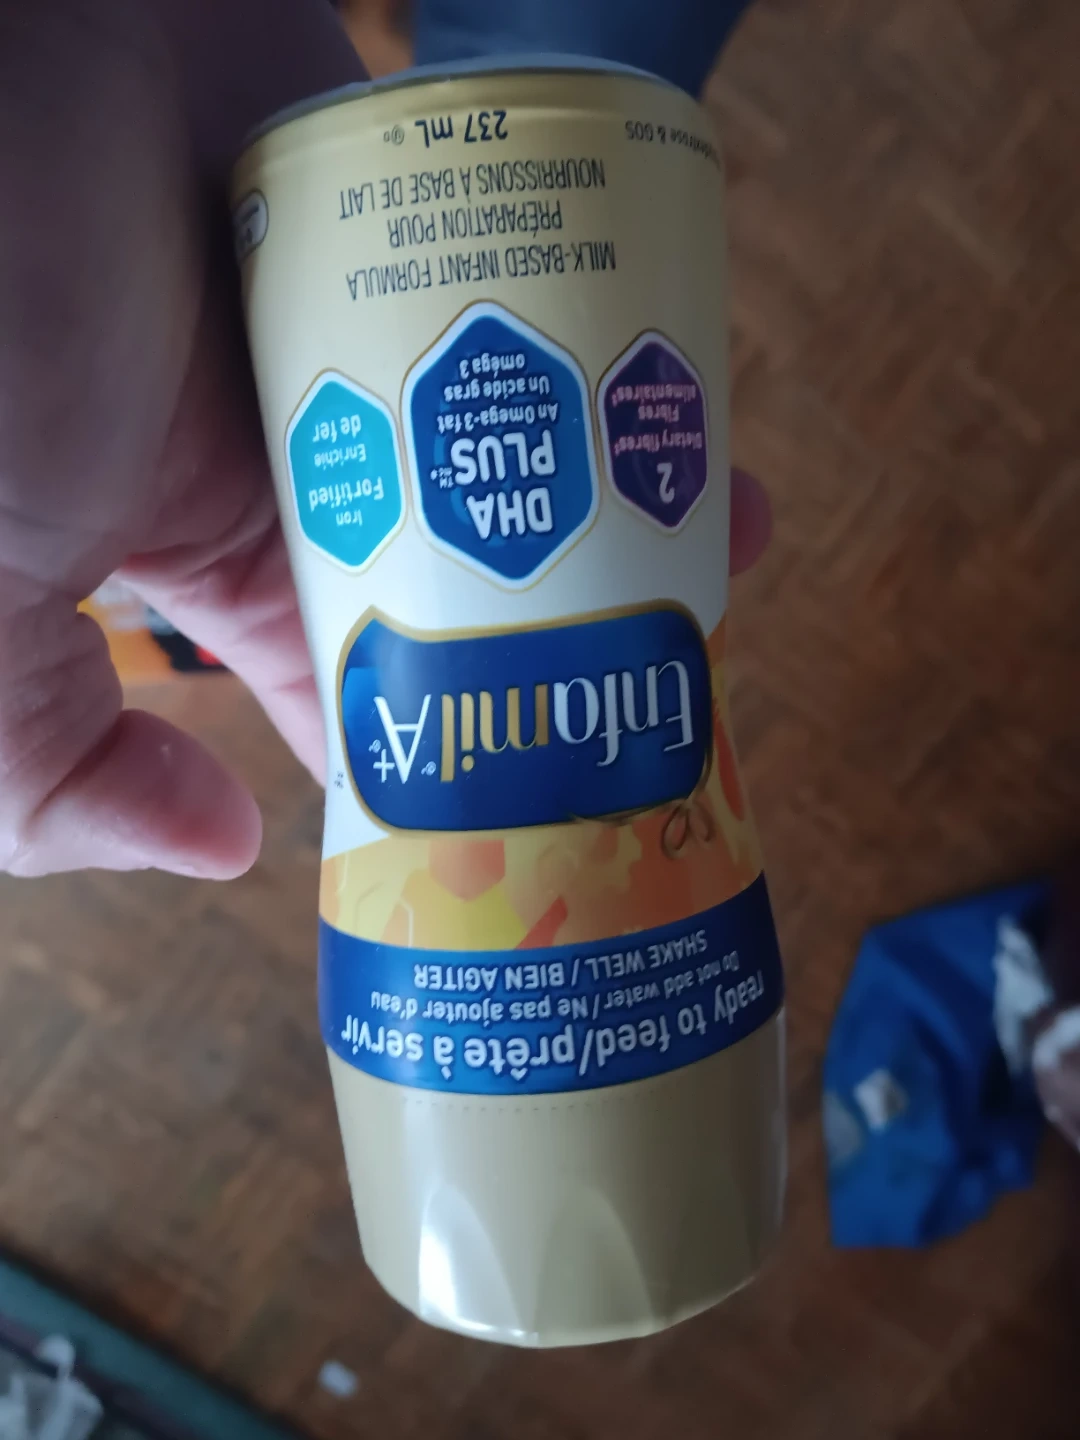 ready to feed/prête à servir
Do not add water/Ne pas ajouter d'eau
SHAKE WELL / BIEN AGITER
Enfamil A+
2
Dietary fibres‡
Fibres
alimentaires‡
DHA
PLUS™
An Omega-3 fat
Un acide gras
oméga 3
Iron
Fortified
Enrichie
de fer
MILK-BASED INFANT FORMULA
PRÉPARATION POUR
NOURRISSONS À BASE DE LAIT
& GOS
237 mL